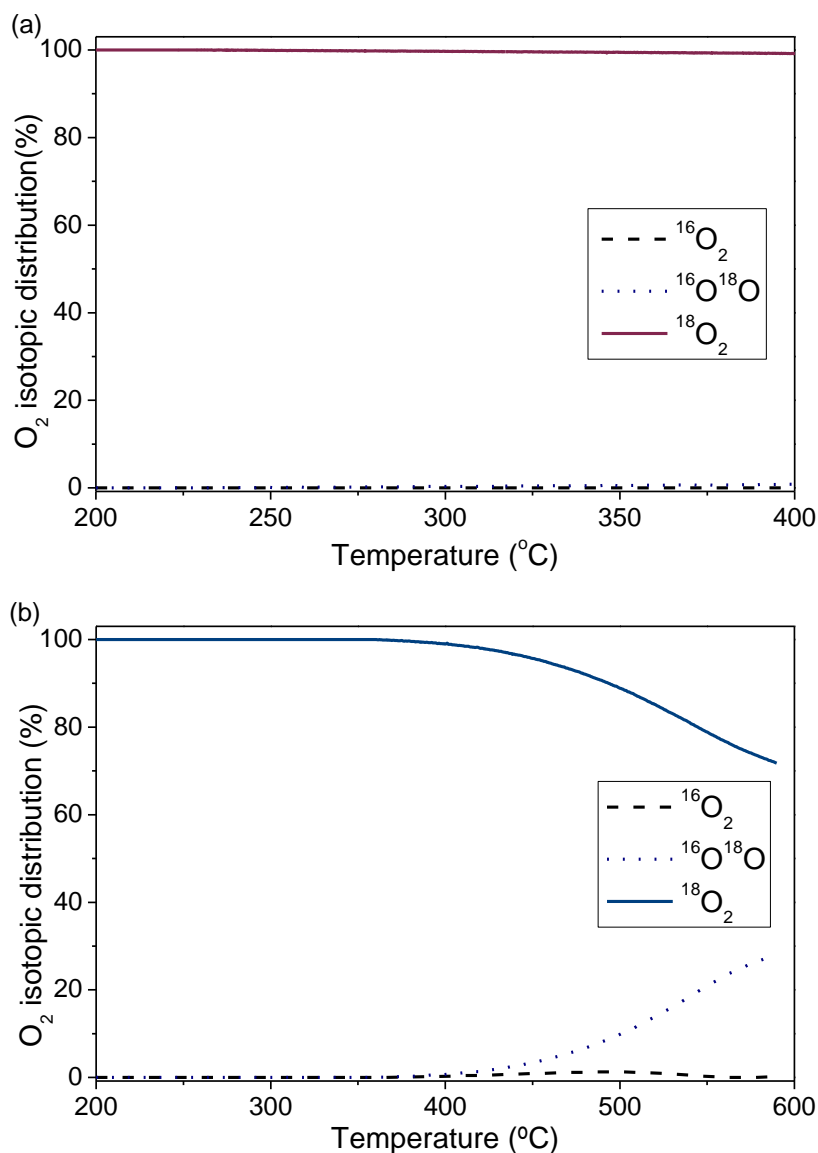 (a)
100
80
60
40
20
0
O₂ isotopic distribution(%)
¹⁶O₂
¹⁶O¹⁸O
¹⁸O₂
200 250 300 350 400
Temperature (°C)
(b)
100
80
60
40
20
0
O₂ isotopic distribution (%)
¹⁶O₂
¹⁶O¹⁸O
¹⁸O₂
200 300 400 500 600
Temperature (ºC)